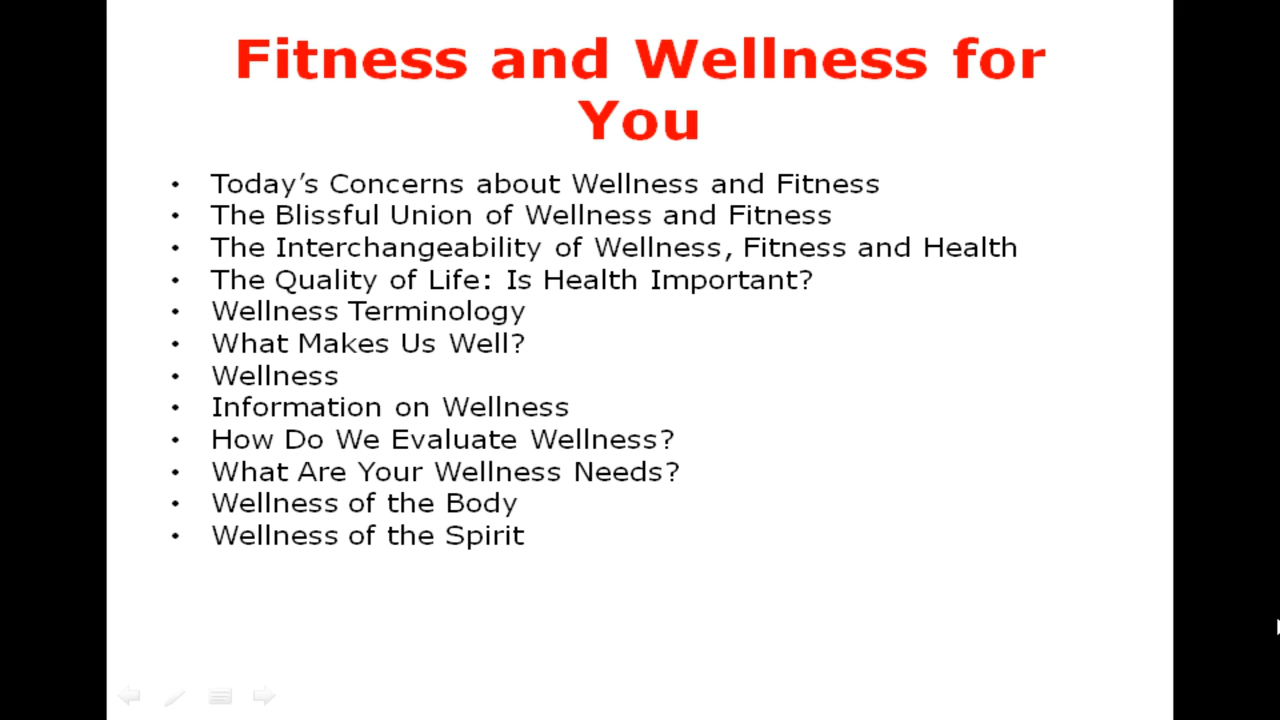 Fitness and Wellness for
You
• Today’s Concerns about Wellness and Fitness
• The Blissful Union of Wellness and Fitness
• The Interchangeability of Wellness, Fitness and Health
• The Quality of Life: Is Health Important?
• Wellness Terminology
• What Makes Us Well?
• Wellness
• Information on Wellness
• How Do We Evaluate Wellness?
• What Are Your Wellness Needs?
• Wellness of the Body
• Wellness of the Spirit